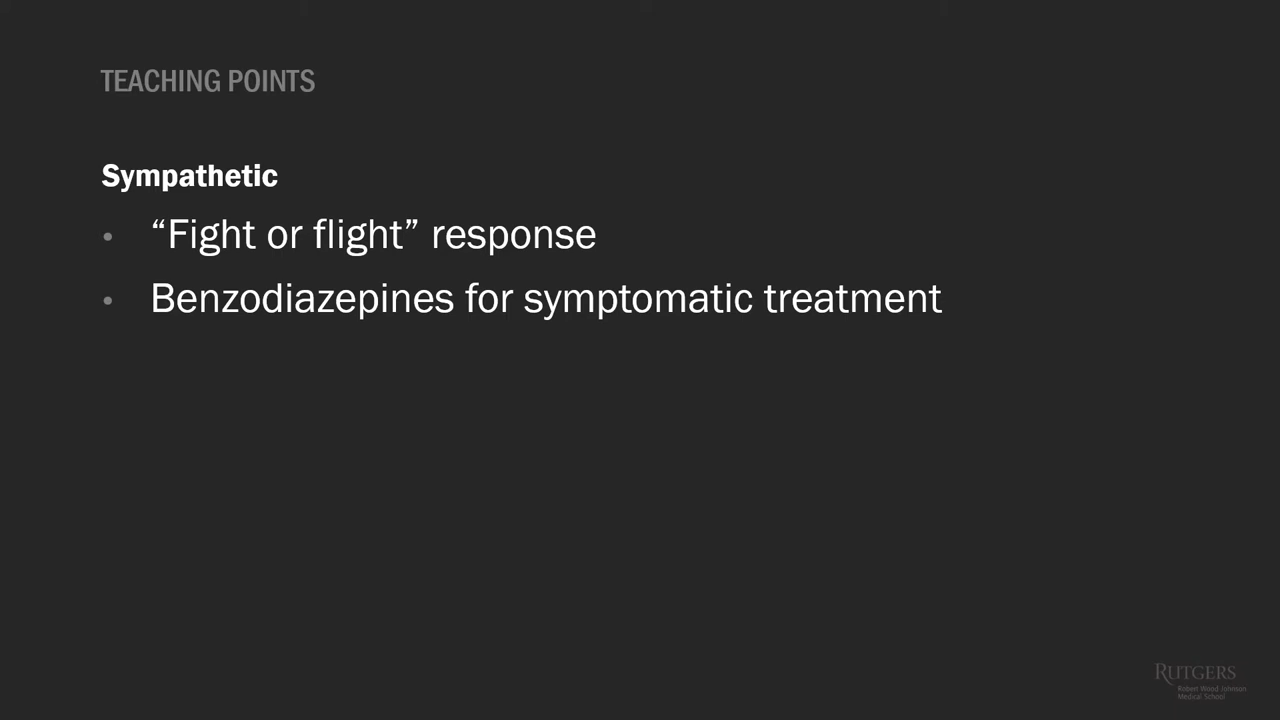 TEACHING POINTS
Sympathetic
• “Fight or flight” response
• Benzodiazepines for symptomatic treatment
RUTGERS
Robert Wood Johnson
Medical School